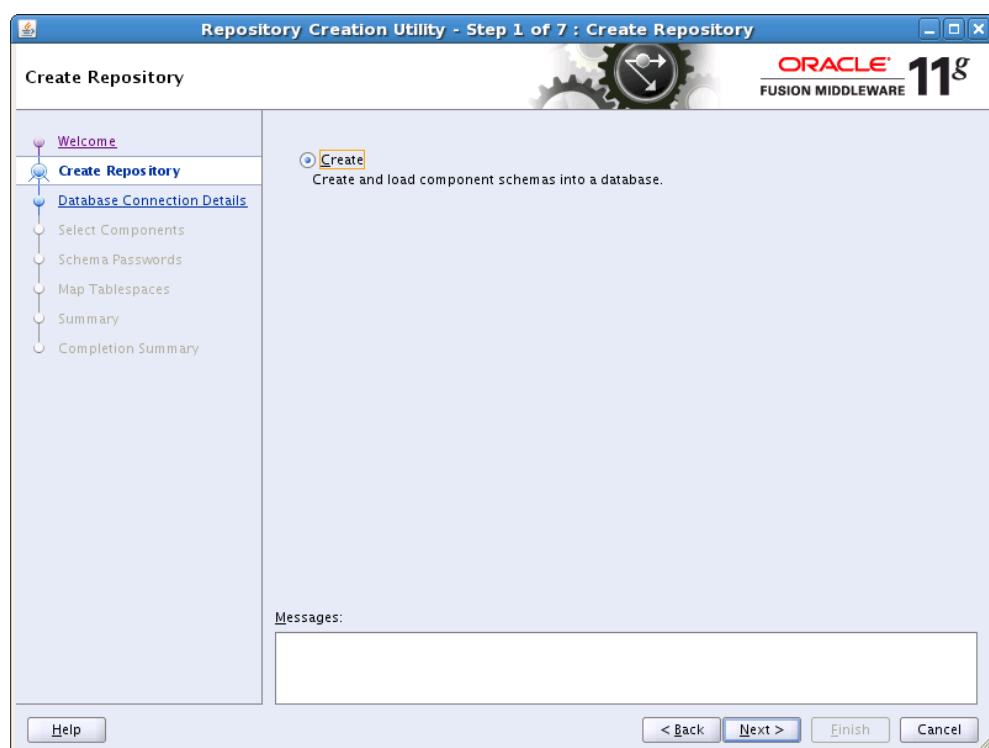 Repository Creation Utility - Step 1 of 7 : Create Repository
Create Repository
ORACLE
FUSION MIDDLEWARE
11g
Welcome
Create Repository
Database Connection Details
Select Components
Schema Passwords
Map Tablespaces
Summary
Completion Summary
Create
Create and load component schemas into a database.
Messages:
Help
< Back
Next >
Finish
Cancel